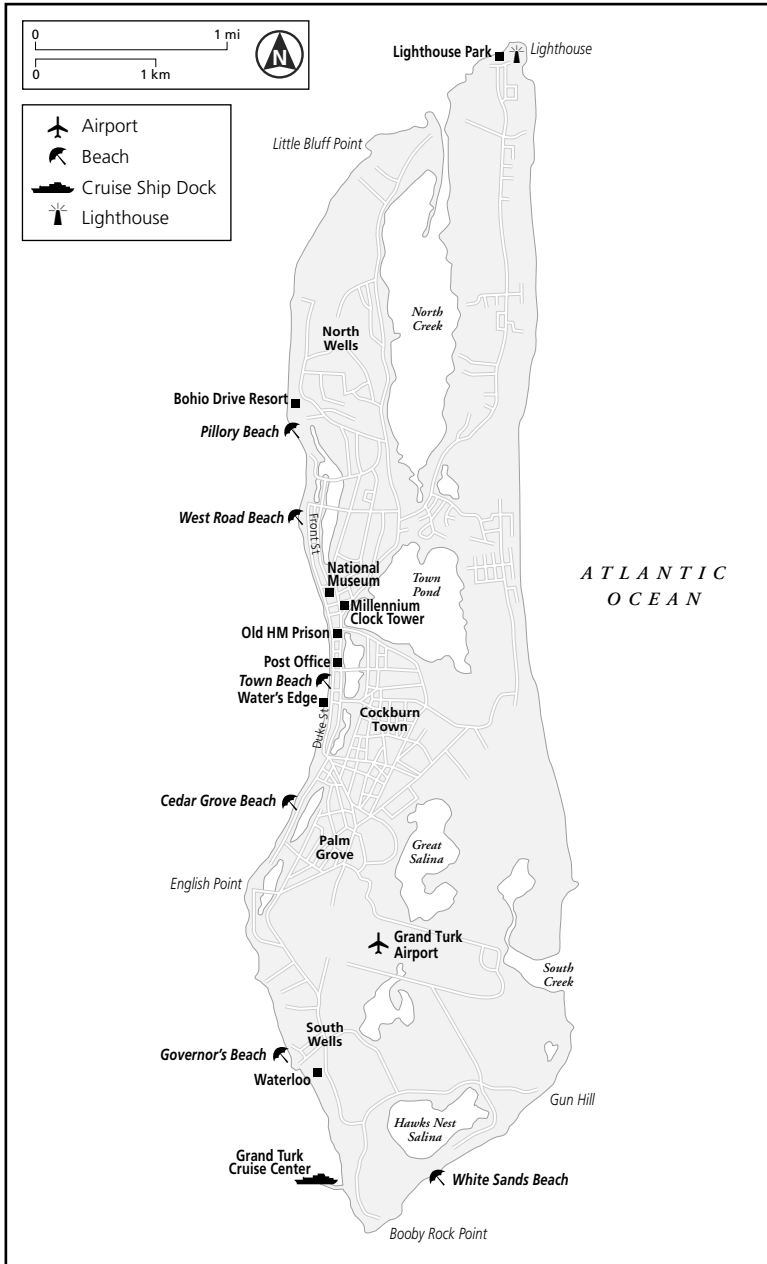 0
1 mi
0
1 km
N
Airport
Beach
Cruise Ship Dock
Lighthouse
Lighthouse Park
Lighthouse
Little Bluff Point
North
Creek
North
Wells
Bohio Drive Resort
Pillory Beach
West Road Beach
Front St
National
Museum
Town
Pond
ATLANTIC
OCEAN
Millennium
Clock Tower
Old HM Prison
Post Office
Town Beach
Water's Edge
Duke St
Cockburn
Town
Cedar Grove Beach
Palm
Grove
Great
Salina
English Point
Grand Turk
Airport
South
Creek
South
Wells
Governor's Beach
Waterloo
Gun Hill
Hawks Nest
Salina
Grand Turk
Cruise Center
White Sands Beach
Booby Rock Point